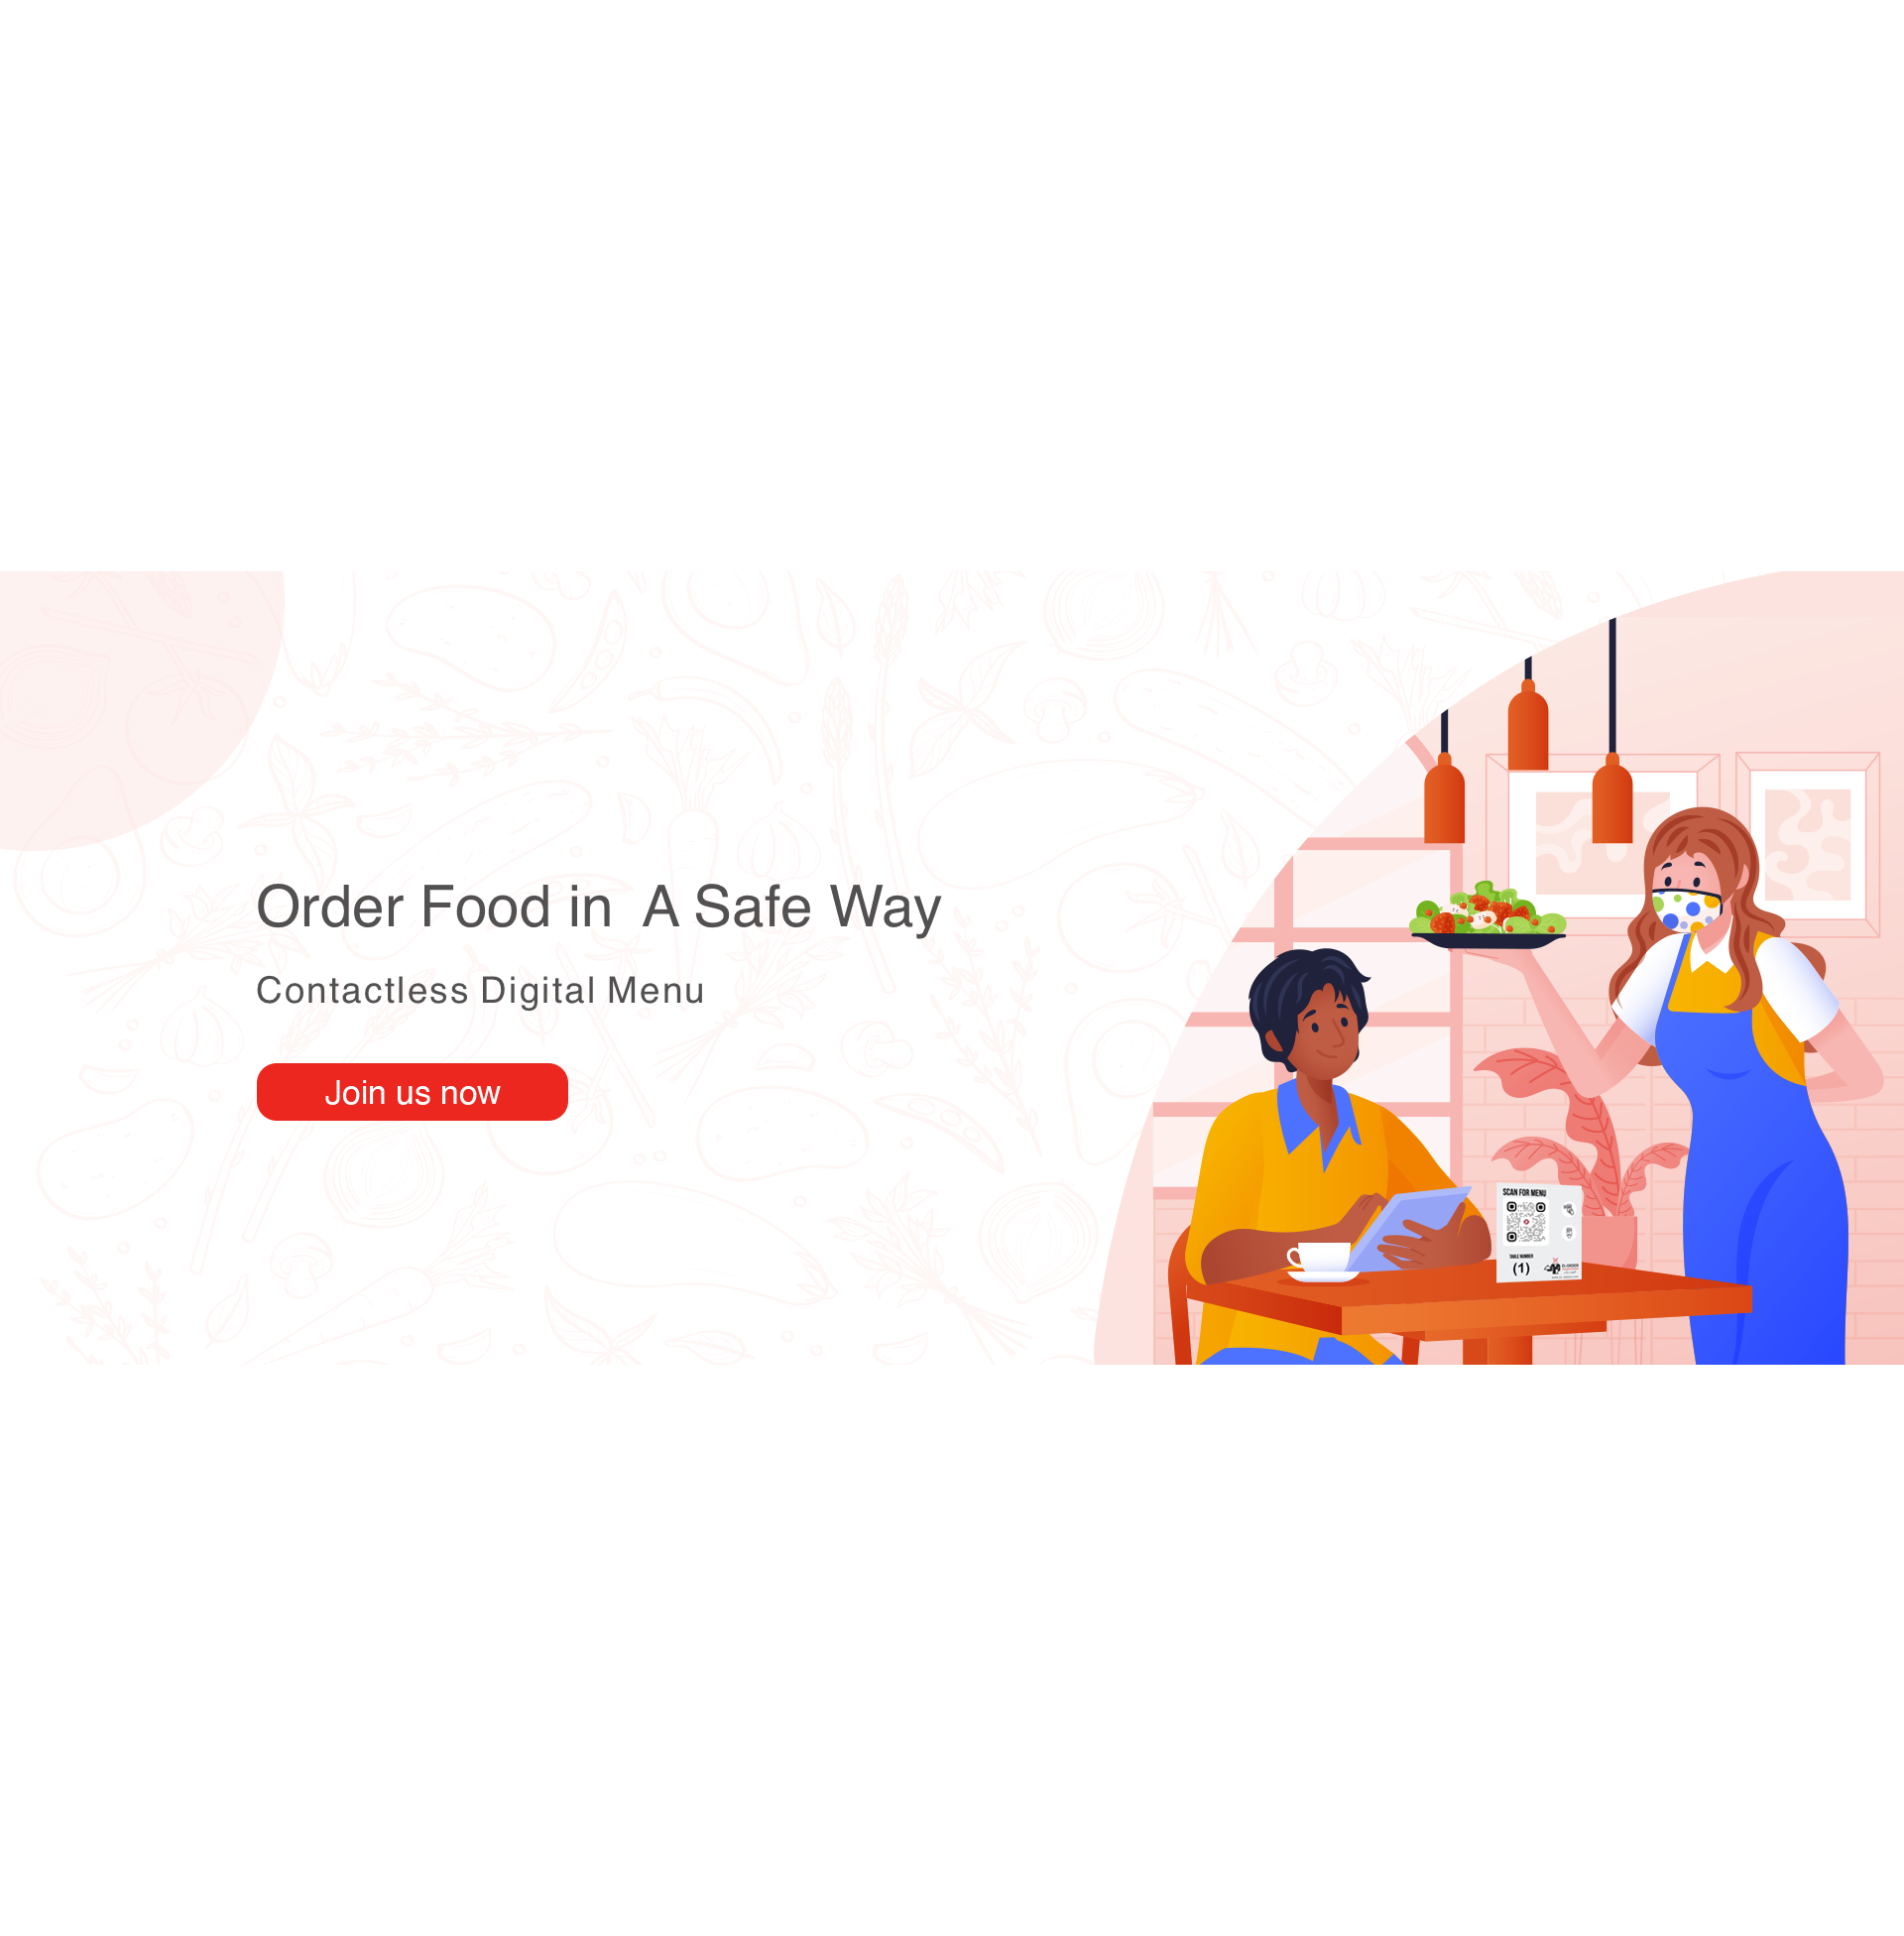 Order Food in  A Safe Way
Contactless Digital Menu
Join us now
SCAN FOR MENU
TABLE NUMBER
(1)